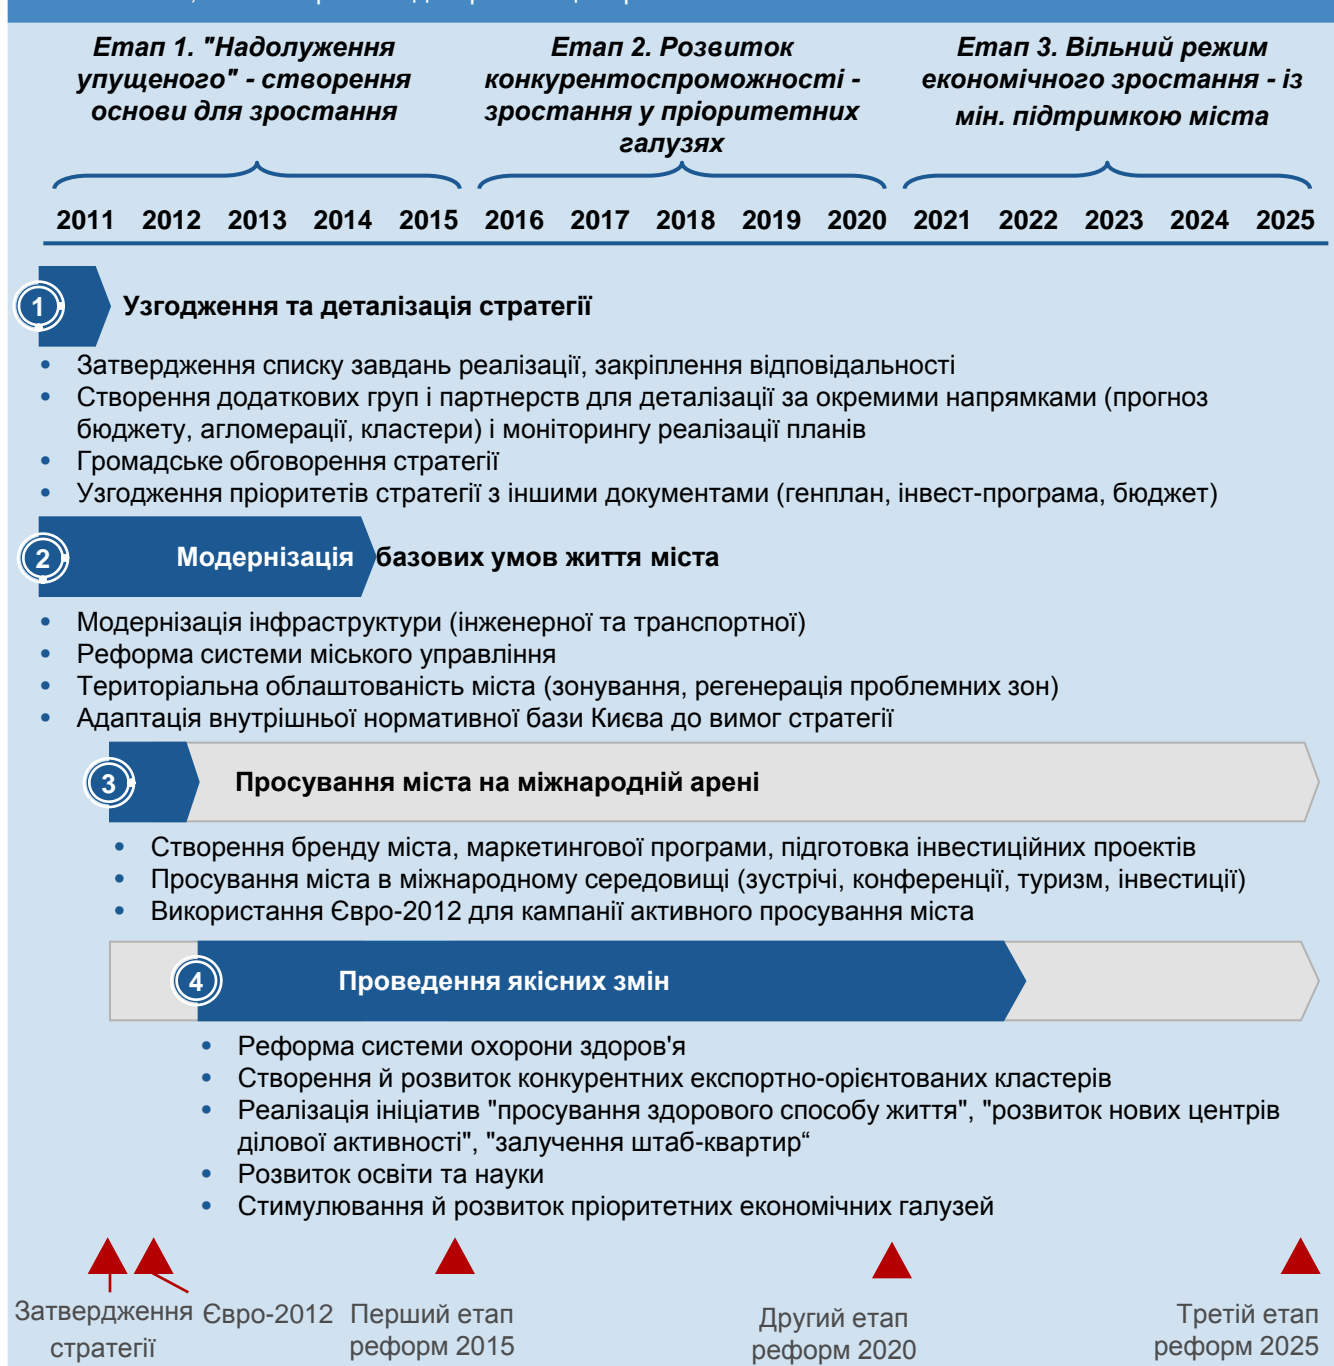 Етап 1. "Надолуження
упущеного" - створення
основи для зростання
Етап 2. Розвиток
конкурентоспроможності -
зростання у пріоритетних
галузях
Етап 3. Вільний режим
економічного зростання - із
мін. підтримкою міста
2011 2012 2013 2014 2015 2016 2017 2018 2019 2020 2021 2022 2023 2024 2025
1 Узгодження та деталізація стратегії
• Затвердження списку завдань реалізації, закріплення відповідальності
• Створення додаткових груп і партнерств для деталізації за окремими напрямками (прогноз
бюджету, агломерації, кластери) і моніторингу реалізації планів
• Громадське обговорення стратегії
• Узгодження пріоритетів стратегії з іншими документами (генплан, інвест-програма, бюджет)
2 Модернізація базових умов життя міста
• Модернізація інфраструктури (інженерної та транспортної)
• Реформа системи міського управління
• Територіальна облаштованість міста (зонування, регенерація проблемних зон)
• Адаптація внутрішньої нормативної бази Києва до вимог стратегії
3 Просування міста на міжнародній арені
• Створення бренду міста, маркетингової програми, підготовка інвестиційних проектів
• Просування міста в міжнародному середовищі (зустрічі, конференції, туризм, інвестиції)
• Використання Євро-2012 для кампанії активного просування міста
4 Проведення якісних змін
• Реформа системи охорони здоров'я
• Створення й розвиток конкурентних експортно-орієнтованих кластерів
• Реалізація ініціатив "просування здорового способу життя", "розвиток нових центрів
ділової активності", "залучення штаб-квартир“
• Розвиток освіти та науки
• Стимулювання й розвиток пріоритетних економічних галузей
Затвердження
стратегії
Євро-2012
Перший етап
реформ 2015
Другий етап
реформ 2020
Третій етап
реформ 2025